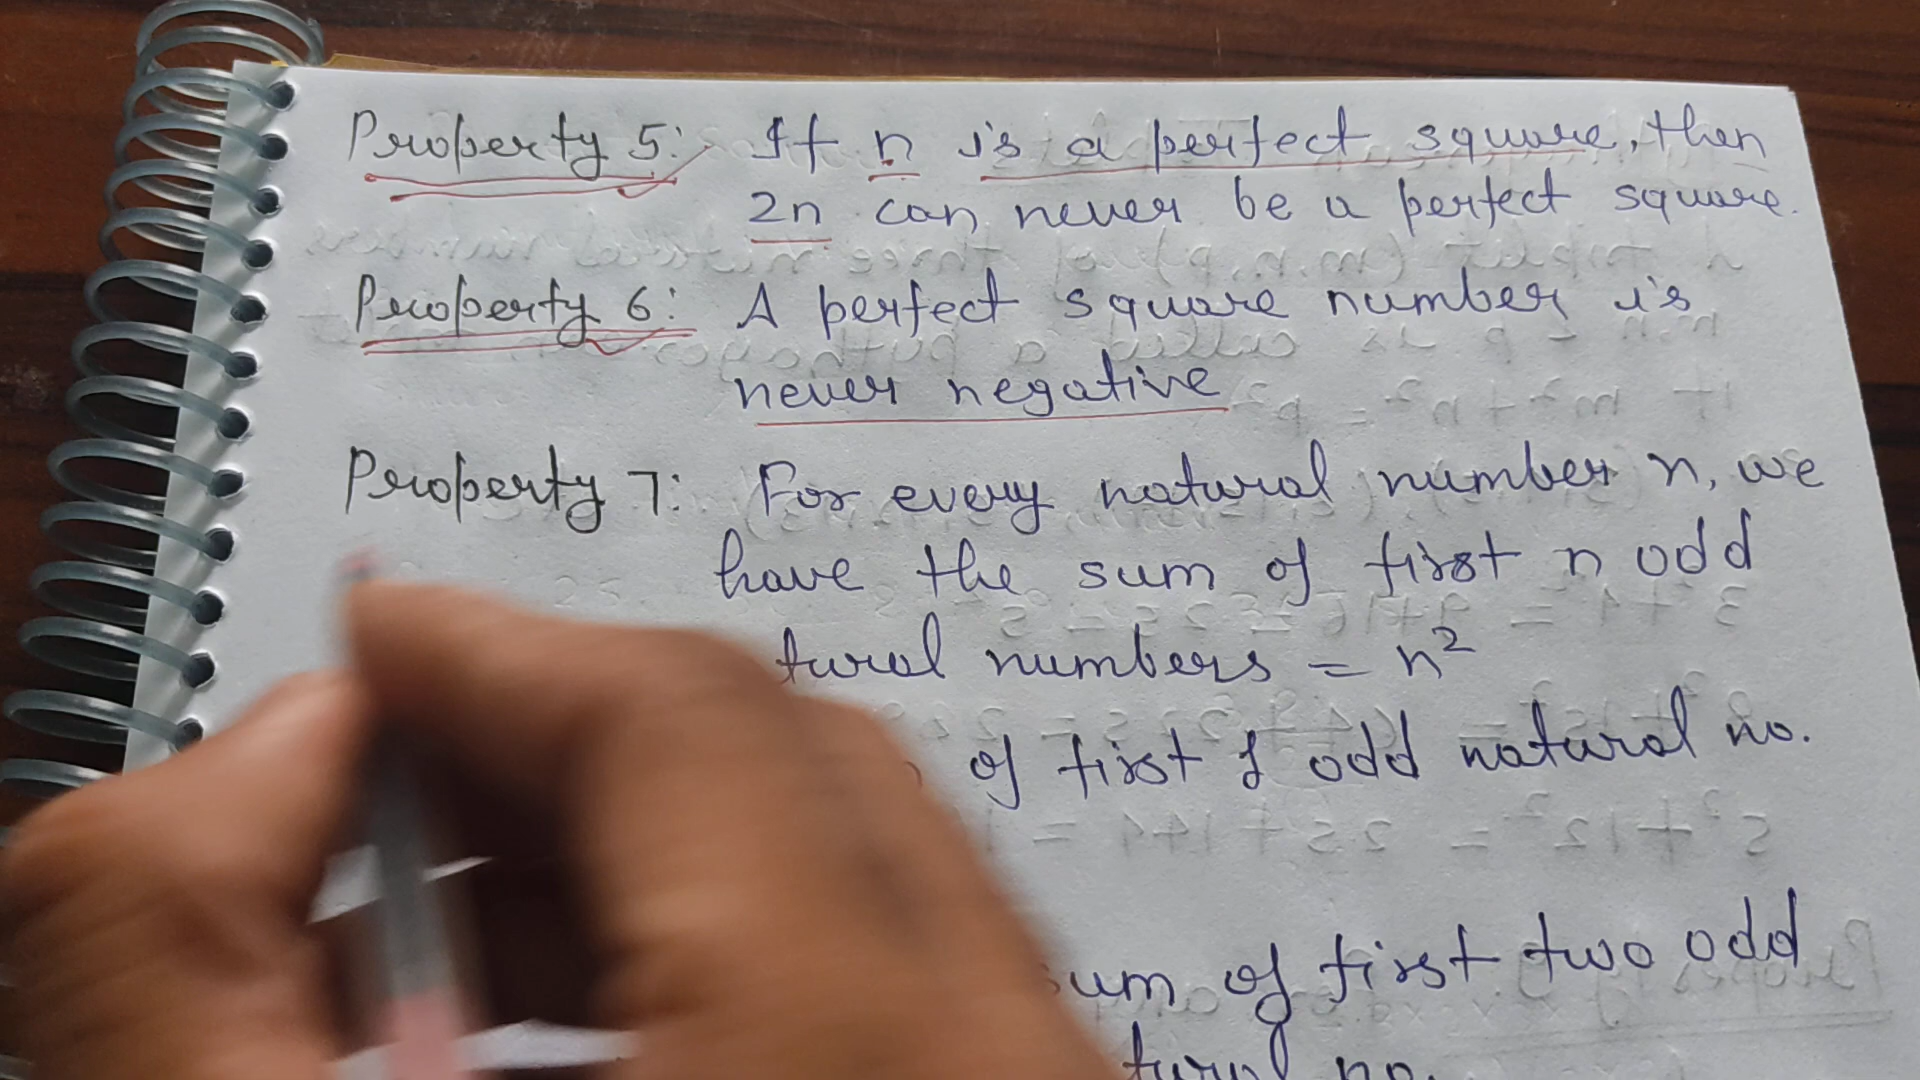 Property 5: If n is a perfect square, then
2n can never be a perfect square.
Property 6: A perfect square number is
never negative
Property 7: For every natural number n, we
have the sum of first n odd
tural numbers = n²
of first 1 odd natural no.
um of first two odd
tural no.